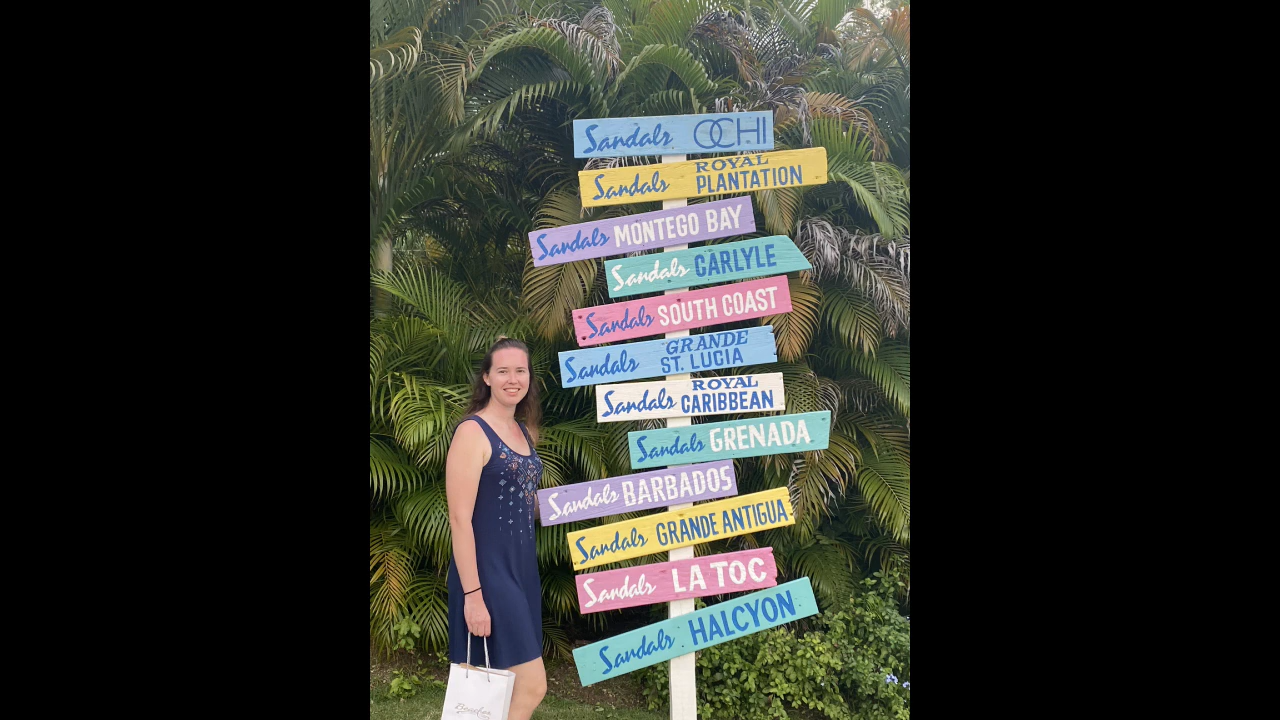 Sandals OCHI
Sandals ROYAL PLANTATION
Sandals MONTEGO BAY
Sandals CARLYLE
Sandals SOUTH COAST
Sandals GRANDE ST. LUCIA
Sandals ROYAL CARIBBEAN
Sandals GRENADA
Sandals BARBADOS
Sandals GRANDE ANTIGUA
Sandals LA TOC
Sandals HALCYON
Beaches